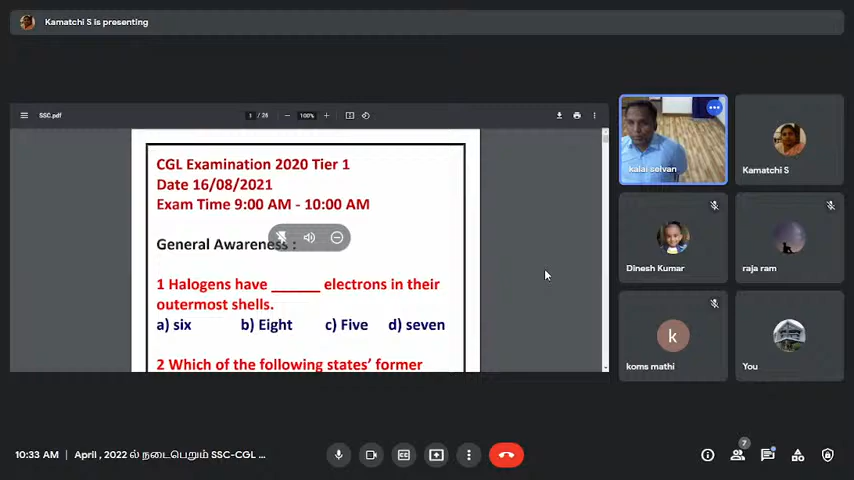 Kamatchi S is presenting
SSC.pdf
1 / 26
100%
CGL Examination 2020 Tier 1
Date 16/08/2021
Exam Time 9:00 AM - 10:00 AM
General Awareness :
1 Halogens have ______ electrons in their
outermost shells.
a) six b) Eight c) Five d) seven
2 Which of the following states’ former
kalai selvan
Kamatchi S
Dinesh Kumar
raja ram
k
koms mathi
You
10:33 AM | April , 2022 ல் நடைபெறும் SSC-CGL ...
7